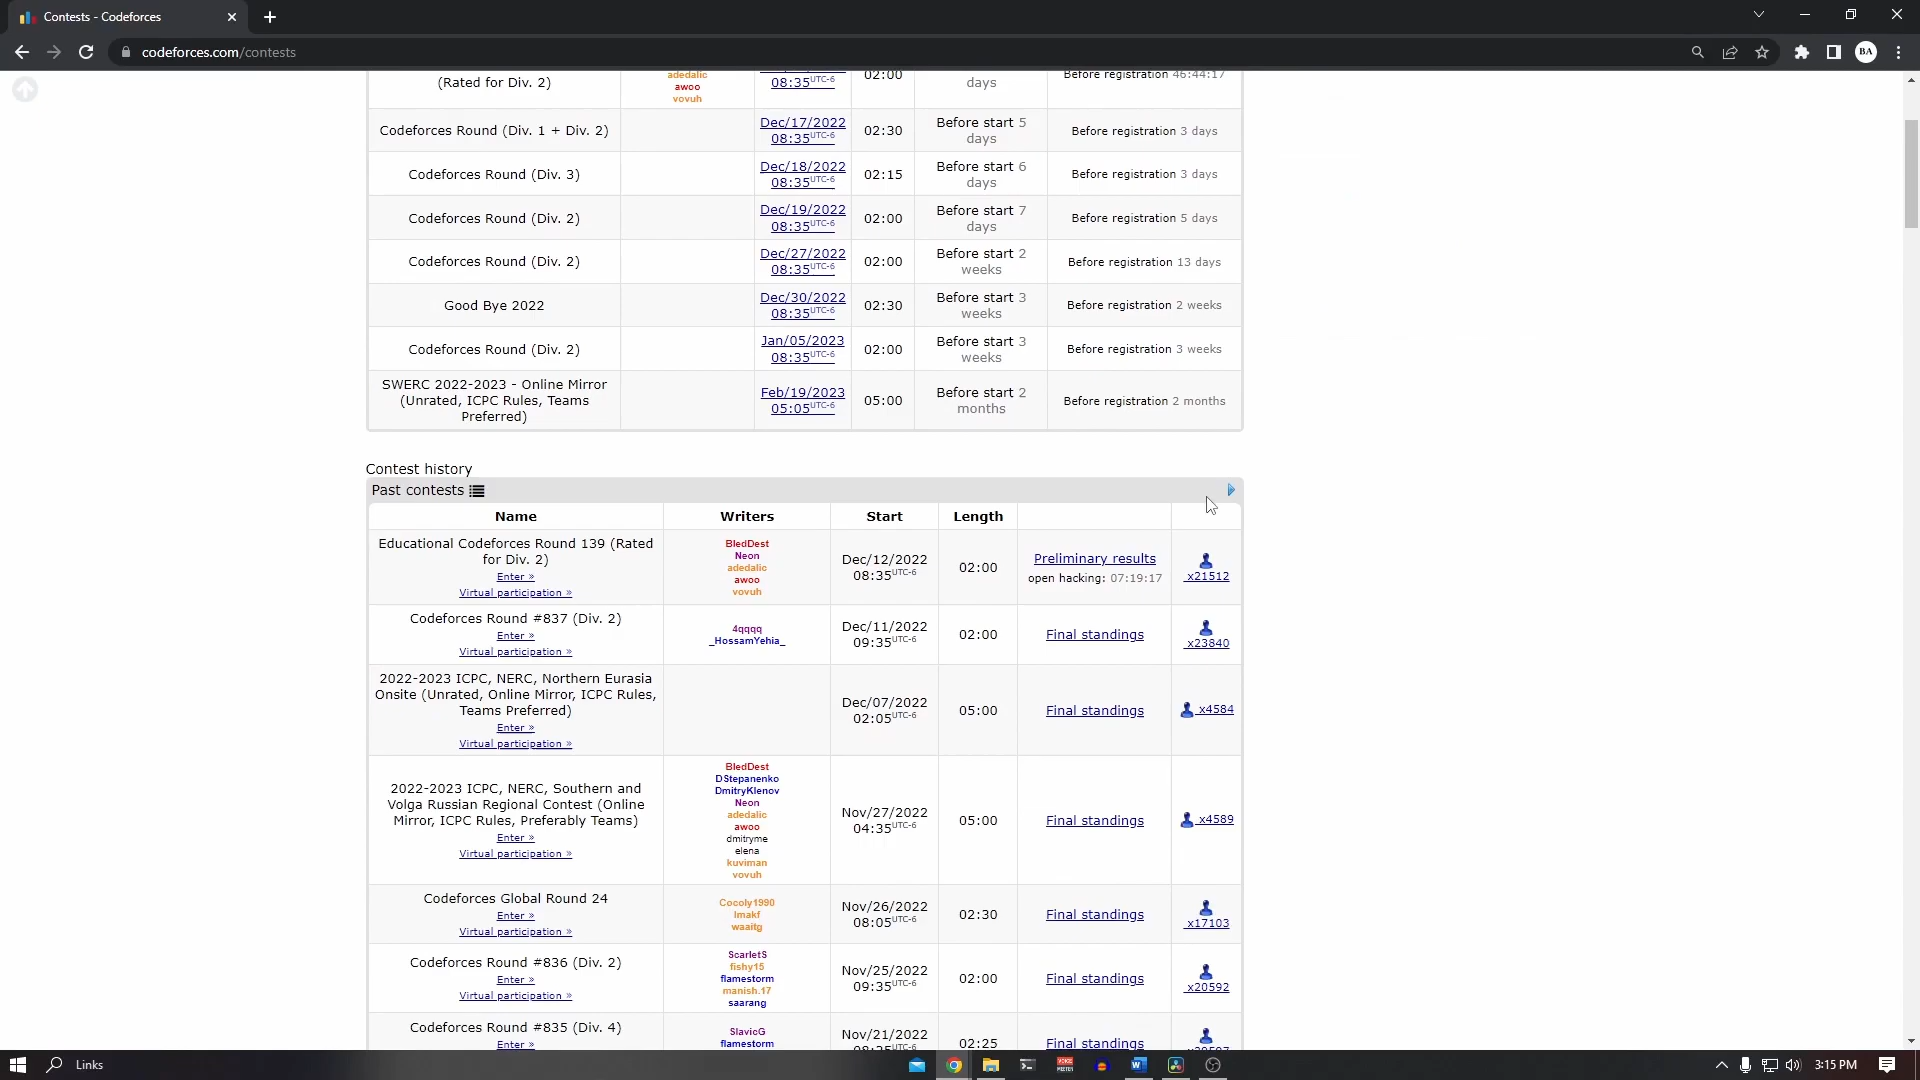 Contests - Codeforces
codeforces.com/contests
BA
(Rated for Div. 2)
adedalic
awoo
vovuh
08:35UTC-6
02:00
days
Before registration 46:44:17
Codeforces Round (Div. 1 + Div. 2)
Dec/17/2022
08:35UTC-6
02:30
Before start 5
days
Before registration 3 days
Codeforces Round (Div. 3)
Dec/18/2022
08:35UTC-6
02:15
Before start 6
days
Before registration 3 days
Codeforces Round (Div. 2)
Dec/19/2022
08:35UTC-6
02:00
Before start 7
days
Before registration 5 days
Codeforces Round (Div. 2)
Dec/27/2022
08:35UTC-6
02:00
Before start 2
weeks
Before registration 13 days
Good Bye 2022
Dec/30/2022
08:35UTC-6
02:30
Before start 3
weeks
Before registration 2 weeks
Codeforces Round (Div. 2)
Jan/05/2023
08:35UTC-6
02:00
Before start 3
weeks
Before registration 3 weeks
SWERC 2022-2023 - Online Mirror
(Unrated, ICPC Rules, Teams
Preferred)
Feb/19/2023
05:05UTC-6
05:00
Before start 2
months
Before registration 2 months
Contest history
Past contests
Name
Writers
Start
Length
Educational Codeforces Round 139 (Rated
for Div. 2)
Enter »
Virtual participation »
BledDest
Neon
adedalic
awoo
vovuh
Dec/12/2022
08:35UTC-6
02:00
Preliminary results
open hacking: 07:19:17
x21512
Codeforces Round #837 (Div. 2)
Enter »
Virtual participation »
4qqqq
_HossamYehia_
Dec/11/2022
09:35UTC-6
02:00
Final standings
x23840
2022-2023 ICPC, NERC, Northern Eurasia
Onsite (Unrated, Online Mirror, ICPC Rules,
Teams Preferred)
Enter »
Virtual participation »
Dec/07/2022
02:05UTC-6
05:00
Final standings
x4584
2022-2023 ICPC, NERC, Southern and
Volga Russian Regional Contest (Online
Mirror, ICPC Rules, Preferably Teams)
Enter »
Virtual participation »
BledDest
DStepanenko
DmitryKlenov
Neon
adedalic
awoo
dmitryme
elena
kuviman
vovuh
Nov/27/2022
04:35UTC-6
05:00
Final standings
x4589
Codeforces Global Round 24
Enter »
Virtual participation »
Cocoly1990
lmakf
waaitg
Nov/26/2022
08:05UTC-6
02:30
Final standings
x17103
Codeforces Round #836 (Div. 2)
Enter »
Virtual participation »
ScarletS
fishy15
flamestorm
manish.17
saarang
Nov/25/2022
09:35UTC-6
02:00
Final standings
x20592
Codeforces Round #835 (Div. 4)
Enter »
SlavicG
flamestorm
Nov/21/2022
02:25
Final standings
Links
3:15 PM